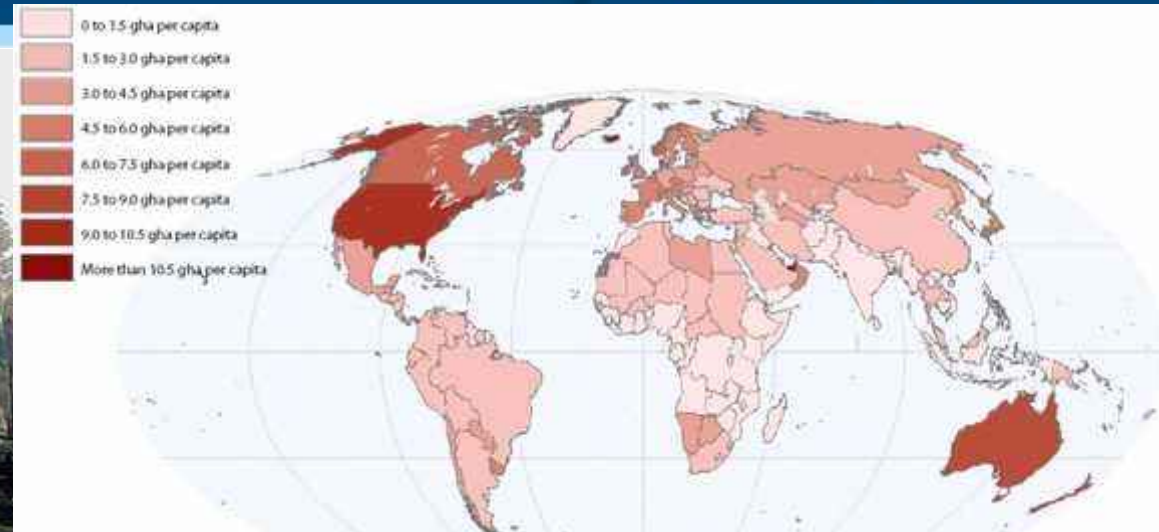 0 to 1.5 gha per capita
1.5 to 3.0 gha per capita
3.0 to 4.5 gha per capita
4.5 to 6.0 gha per capita
6.0 to 7.5 gha per capita
7.5 to 9.0 gha per capita
9.0 to 10.5 gha per capita
More than 10.5 gha per capita